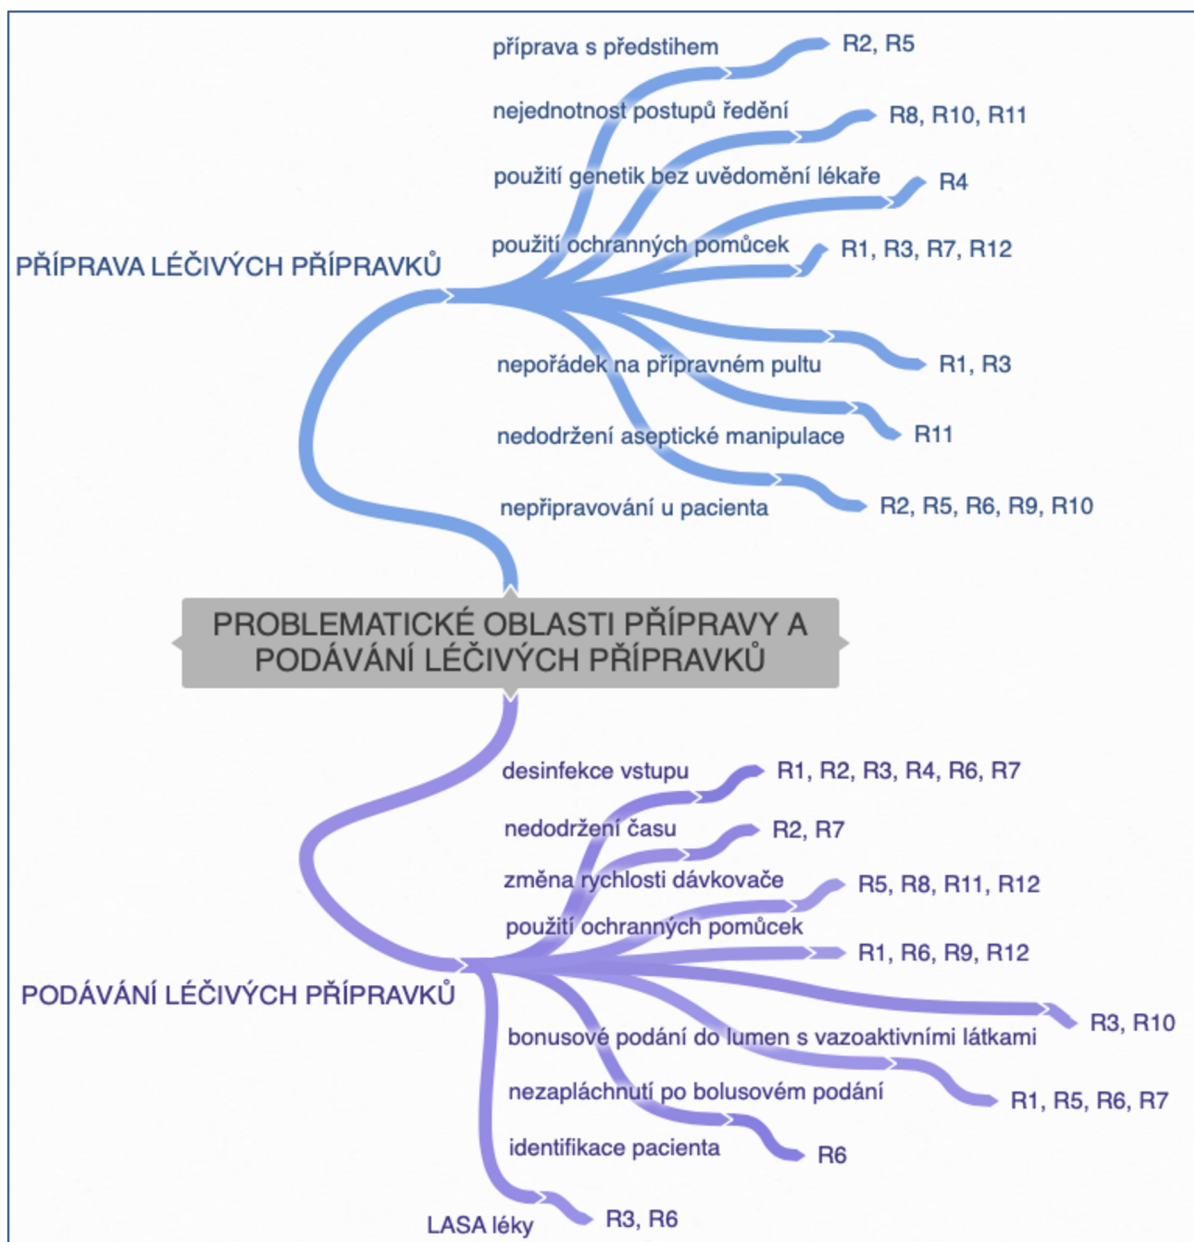 příprava s předstihem R2, R5
nejednotnost postupů ředění R8, R10, R11
použití genetik bez uvědomění lékaře R4
použití ochranných pomůcek R1, R3, R7, R12
PŘÍPRAVA LÉČIVÝCH PŘÍPRAVKŮ
nepořádek na přípravném pultu R1, R3
nedodržení aseptické manipulace R11
nepřipravování u pacienta R2, R5, R6, R9, R10
PROBLEMATICKÉ OBLASTI PŘÍPRAVY A
PODÁVÁNÍ LÉČIVÝCH PŘÍPRAVKŮ
desinfekce vstupu R1, R2, R3, R4, R6, R7
nedodržení času R2, R7
změna rychlosti dávkovače R5, R8, R11, R12
použití ochranných pomůcek R1, R6, R9, R12
PODÁVÁNÍ LÉČIVÝCH PŘÍPRAVKŮ
bonusové podání do lumen s vazoaktivními látkami R3, R10
nezapláchnutí po bolusovém podání R1, R5, R6, R7
identifikace pacienta R6
LASA léky R3, R6